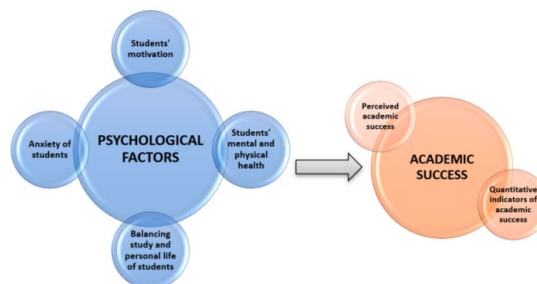 Students'
motivation
Anxiety of
students
PSYCHOLOGICAL
FACTORS
Students'
mental and
physical
health
Balancing
study and
personal life
of students
Perceived
academic
success
ACADEMIC
SUCCESS
Quantitative
indicators of
academic
success